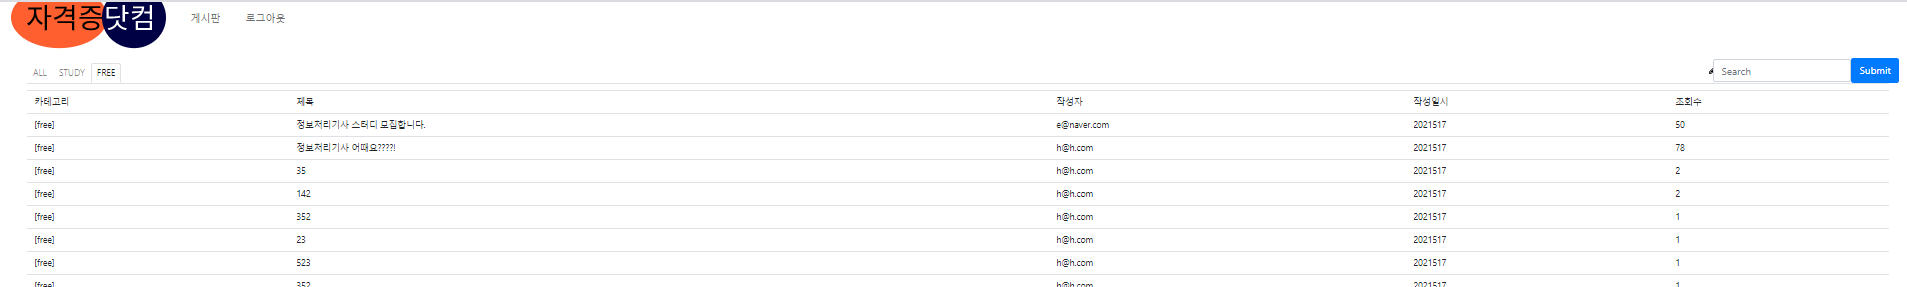 자격증닷컴 게시판 로그아웃
ALL STUDY FREE Search Submit
카테고리 제목 작성자 작성일시 조회수
[free] 정보처리기사 스터디 모집합니다. e@naver.com 2021517 50
[free] 정보처리기사 어때요????! h@h.com 2021517 78
[free] 35 h@h.com 2021517 2
[free] 142 h@h.com 2021517 2
[free] 352 h@h.com 2021517 1
[free] 23 h@h.com 2021517 1
[free] 523 h@h.com 2021517 1
[free] 352 h@h.com 2021517 1